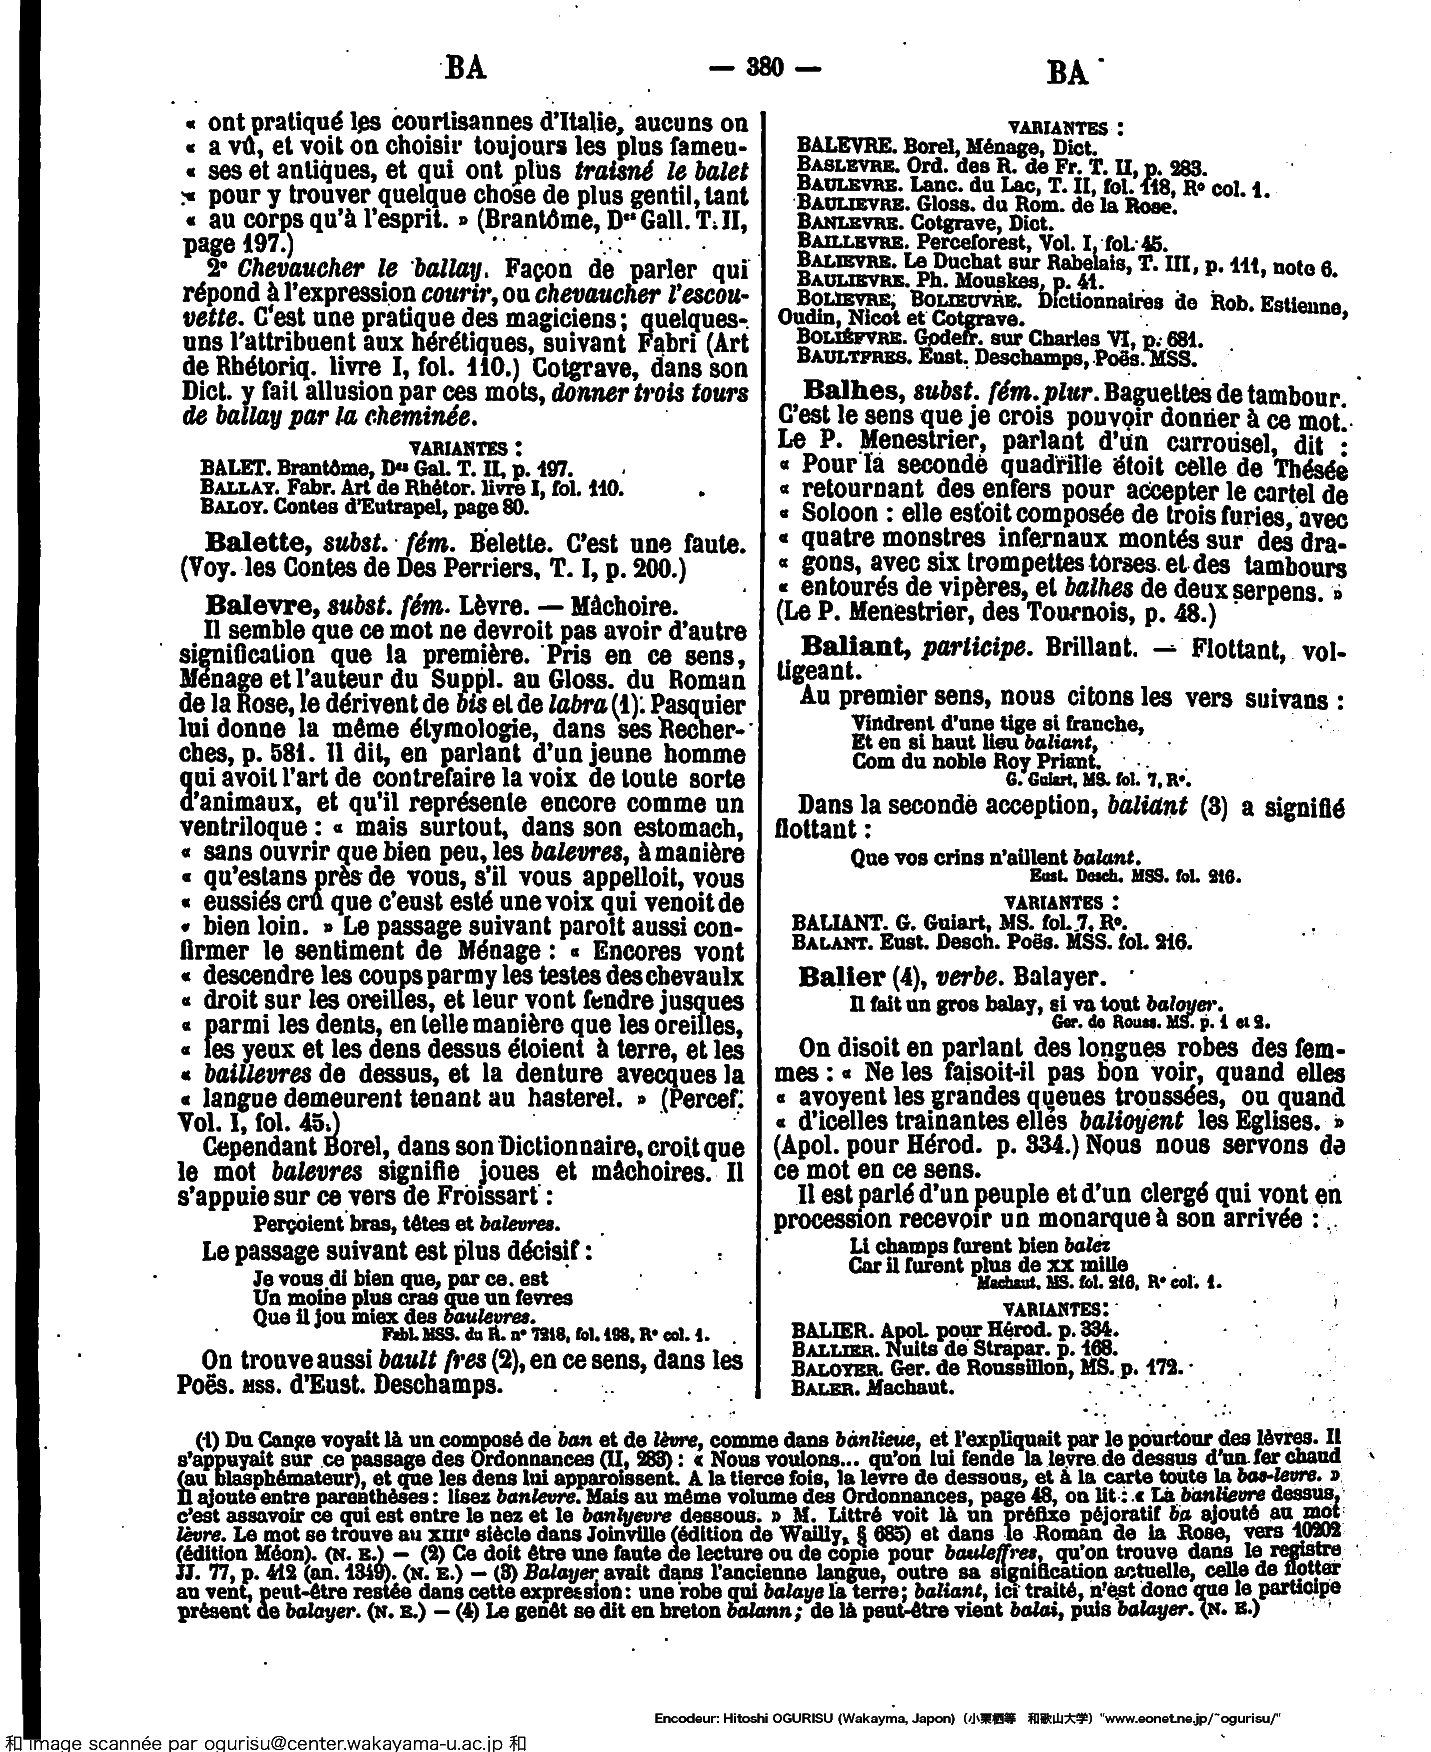 BA — 380 — BA
« ont pratiqué les courtisannes d'Italie, aucuns on
« a vû, et voit on choisir toujours les plus fameu-
« ses et antiques, et qui ont plus traisné le balet
« pour y trouver quelque chose de plus gentil, tant
« au corps qu'à l'esprit. » (Brantôme, Des Gall. T. II,
page 197.)
2° Chevaucher le ballay. Façon de parler qui
répond à l'expression courir, ou chevaucher l'escou-
vette. C'est une pratique des magiciens; quelques-
uns l'attribuent aux hérétiques, suivant Fabri (Art
de Rhétoriq. livre I, fol. 110.) Cotgrave, dans son
Dict. y fait allusion par ces mots, donner trois tours
de ballay par la cheminée.
VARIANTES :
BALET. Brantôme, Des Gal. T. II, p. 197.
BALLAY. Fabr. Art de Rhétor. livre I, fol. 110.
BALOY. Contes d'Eutrapel, page 80.
Balette, subst. fém. Belette. C'est une faute.
(Voy. les Contes de Des Perriers, T. I, p. 200.)
Balevre, subst. fém. Lèvre. — Mâchoire.
Il semble que ce mot ne devroit pas avoir d'autre
signification que la première. Pris en ce sens,
Ménage et l'auteur du Suppl. au Gloss. du Roman
de la Rose, le dérivent de bis et de labra (1). Pasquier
lui donne la même étymologie, dans ses Recher-
ches, p. 581. Il dit, en parlant d'un jeune homme
qui avoit l'art de contrefaire la voix de toute sorte
d'animaux, et qu'il représente encore comme un
ventriloque : « mais surtout, dans son estomach,
« sans ouvrir que bien peu, les balevres, à manière
« qu'estans près de vous, s'il vous appelloit, vous
« eussiés crû que c'eust esté une voix qui venoit de
« bien loin. » Le passage suivant paroit aussi con-
firmer le sentiment de Ménage : « Encores vont
« descendre les coups parmy les testes des chevaulx
« droit sur les oreilles, et leur vont fendre jusques
« parmi les dents, en telle manière que les oreilles,
« les yeux et les dens dessus étoient à terre, et les
« baillevres de dessus, et la denture avecques la
« langue demeurent tenant au hasterel. » (Percef.
Vol. I, fol. 45.)
Cependant Borel, dans son Dictionnaire, croit que
le mot balevres signifie joues et mâchoires. Il
s'appuie sur ce vers de Froissart :
Perçoient bras, têtes et balevres.
Le passage suivant est plus décisif :
Je vous di bien que, par ce. est
Un moine plus cras que un fevres
Que il jou miex des baulevres.
Fabl. MSS. du R. n° 7218, fol. 198, R° col. 1.
On trouve aussi bault fres (2), en ce sens, dans les
Poës. MSS. d'Eust. Deschamps.
VARIANTES :
BALEVRE. Borel, Ménage, Dict.
BASLEVRE. Ord. des R. de Fr. T. II, p. 283.
BAULEVRE. Lanc. du Lac, T. II, fol. 118, R° col. 1.
BAULIEVRE. Gloss. du Rom. de la Rose.
BANLEVRE. Cotgrave, Dict.
BAILLEVRE. Perceforest, Vol. I, fol. 45.
BALIEVRE. Le Duchat sur Rabelais, T. III, p. 111, note 6.
BAULIEVRE. Ph. Mouskes, p. 41.
BOLIEVRE, BOLIEUVRE. Dictionnaires de Rob. Estienne,
Oudin, Nicot et Cotgrave.
BOLIÉFVRE. Godefr. sur Charles VI, p. 681.
BAULTFRES. Eust. Deschamps, Poës. MSS.
Balhes, subst. fém. plur. Baguettes de tambour.
C'est le sens que je crois pouvoir donner à ce mot.
Le P. Menestrier, parlant d'un carrousel, dit :
« Pour la seconde quadrille étoit celle de Thésée
« retournant des enfers pour accepter le cartel de
« Soloon : elle estoit composée de trois furies, avec
« quatre monstres infernaux montés sur des dra-
« gons, avec six trompettes torses et des tambours
« entourés de vipères, et balhes de deux serpens. »
(Le P. Menestrier, des Tournois, p. 48.)
Baliant, participe. Brillant. — Flottant, vol-
tigeant.
Au premier sens, nous citons les vers suivans :
Vindrent d'une tige si franche,
Et en si haut lieu baliant,
Com du noble Roy Priant.
G. Guiart, MS. fol. 7, R°.
Dans la seconde acception, baliant (3) a signifié
flottant :
Que vos crins n'aillent balant.
Eust. Desch. MSS. fol. 216.
VARIANTES :
BALIANT. G. Guiart, MS. fol. 7, R°.
BALANT. Eust. Desch. Poës. MSS. fol. 216.
Balier (4), verbe. Balayer.
Il fait un gros balay, si va tout baloyer.
Ger. de Rouss. MS. p. 1 et 2.
On disoit en parlant des longues robes des fem-
mes : « Ne les faisoit-il pas bon voir, quand elles
« avoyent les grandes queues troussées, ou quand
« d'icelles trainantes elles balioyent les Eglises. »
(Apol. pour Hérod. p. 334.) Nous nous servons de
ce mot en ce sens.
Il est parlé d'un peuple et d'un clergé qui vont en
procession recevoir un monarque à son arrivée :
Li champs furent bien balez
Car il furent plus de XX mille
Machaut, MS. fol. 216, R° col. 1.
VARIANTES :
BALIER. Apol. pour Hérod. p. 334.
BALLIER. Nuits de Strapar. p. 168.
BALOYER. Ger. de Roussillon, MS. p. 172.
BALER. Machaut.
(1) Du Cange voyait là un composé de ban et de lèvre, comme dans banlieue, et l'expliquait par le pourtour des lèvres. Il
s'appuyait sur ce passage des Ordonnances (II, 283) : « Nous voulons... qu'on lui fende la levre de dessus d'un fer chaud
(au blasphémateur), et que les dens lui apparoissent. A la tierce fois, la levre de dessous, et à la carte toute la bas-levre. »
Il ajoute entre parenthèses : lisez banlevre. Mais au même volume des Ordonnances, page 48, on lit : « La banlievre dessus,
c'est assavoir ce qui est entre le nez et le banlyevre dessous. » M. Littré voit là un préfixe péjoratif ba ajouté au mot
lèvre. Le mot se trouve au XIIIe siècle dans Joinville (édition de Wailly, § 685) et dans le Roman de la Rose, vers 10202
(édition Méon). (N. E.) — (2) Ce doit être une faute de lecture ou de copie pour bauleffres, qu'on trouve dans le registre
JJ. 77, p. 412 (an. 1349). (N. E.) — (3) Balayer avait dans l'ancienne langue, outre sa signification actuelle, celle de flotter
au vent, peut-être restée dans cette expression : une robe qui balaye la terre; baliant, ici traité, n'est donc que le participe
présent de balayer. (N. E.) — (4) Le genêt se dit en breton balann; de là peut-être vient balai, puis balayer. (N. E.)
Encodeur: Hitoshi OGURISU (Wakayma, Japon) (小栗栖等 和歌山大学) "www.eonet.ne.jp/~ogurisu/"
和 image scannée par ogurisu@center.wakayama-u.ac.jp 和